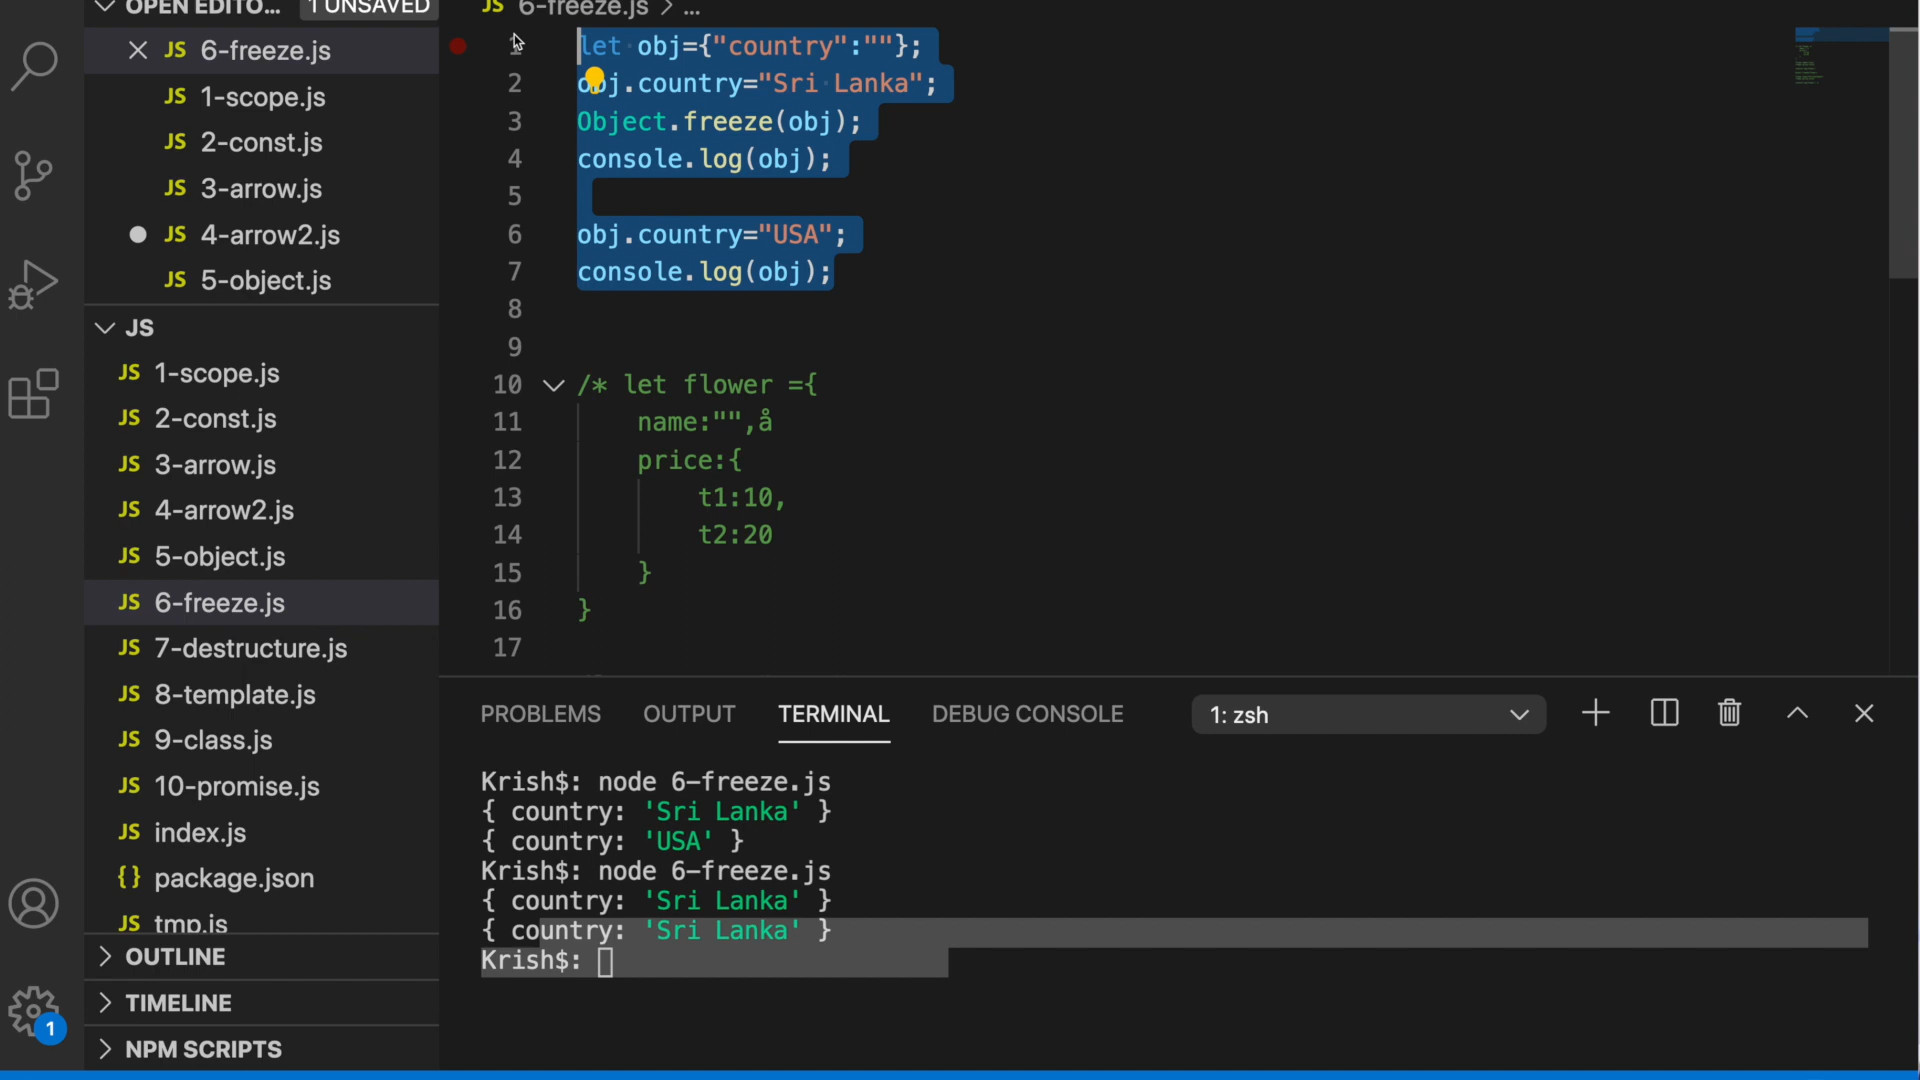 OPEN EDITO... 1 UNSAVED
JS 6-freeze.js
JS 1-scope.js
JS 2-const.js
JS 3-arrow.js
JS 4-arrow2.js
JS 5-object.js
JS
JS 1-scope.js
JS 2-const.js
JS 3-arrow.js
JS 4-arrow2.js
JS 5-object.js
JS 6-freeze.js
JS 7-destructure.js
JS 8-template.js
JS 9-class.js
JS 10-promise.js
JS index.js
{} package.json
JS tmp.js
OUTLINE
TIMELINE
NPM SCRIPTS
1
JS 6-freeze.js > ...
1 let obj={"country":""};
2 obj.country="Sri Lanka";
3 Object.freeze(obj);
4 console.log(obj);
5
6 obj.country="USA";
7 console.log(obj);
8
9
10 /* let flower ={
11 name:"",å
12 price:{
13 t1:10,
14 t2:20
15 }
16 }
17
PROBLEMS OUTPUT TERMINAL DEBUG CONSOLE 1: zsh
Krish$: node 6-freeze.js
{ country: 'Sri Lanka' }
{ country: 'USA' }
Krish$: node 6-freeze.js
{ country: 'Sri Lanka' }
{ country: 'Sri Lanka' }
Krish$: